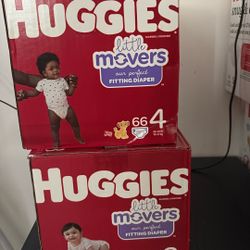 HUGGIES
little
movers
our perfect
FITTING DIAPER
66 4
HUGGIES
little
movers
our perfect
FITTING DIAPER